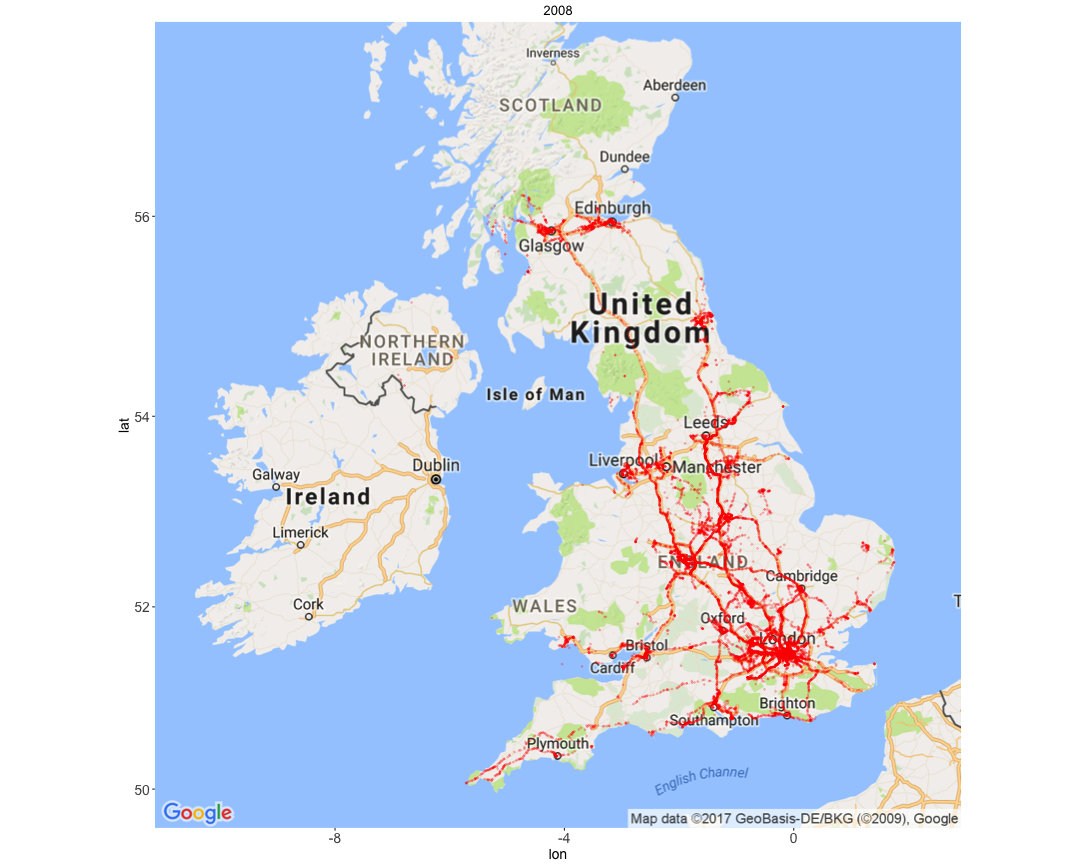 2008
Inverness
Aberdeen
SCOTLAND
Dundee
56
Edinburgh
Glasgow
United
Kingdom
NORTHERN
IRELAND
Isle of Man
lat
54
Leeds
Liverpool
Manchester
Dublin
Galway
Ireland
Limerick
ENGLAND
Cambridge
Cork
52
WALES
Oxford
London
T
Bristol
Cardiff
Brighton
Southampton
Plymouth
English Channel
50
Google
Map data ©2017 GeoBasis-DE/BKG (©2009), Google
-8
-4
0
lon